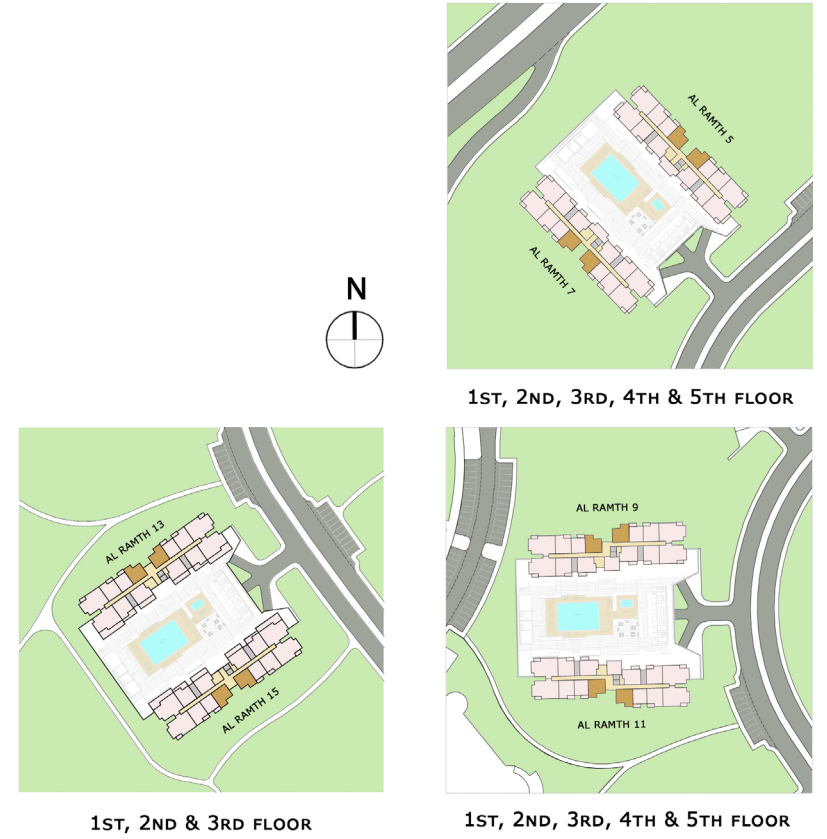 AL RAMTH 5
AL RAMTH 7
N
1ST, 2ND, 3RD, 4TH & 5TH FLOOR
AL RAMTH 13
AL RAMTH 15
1ST, 2ND & 3RD FLOOR
AL RAMTH 9
AL RAMTH 11
1ST, 2ND, 3RD, 4TH & 5TH FLOOR